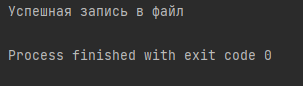 Успешная запись в файл
Process finished with exit code 0